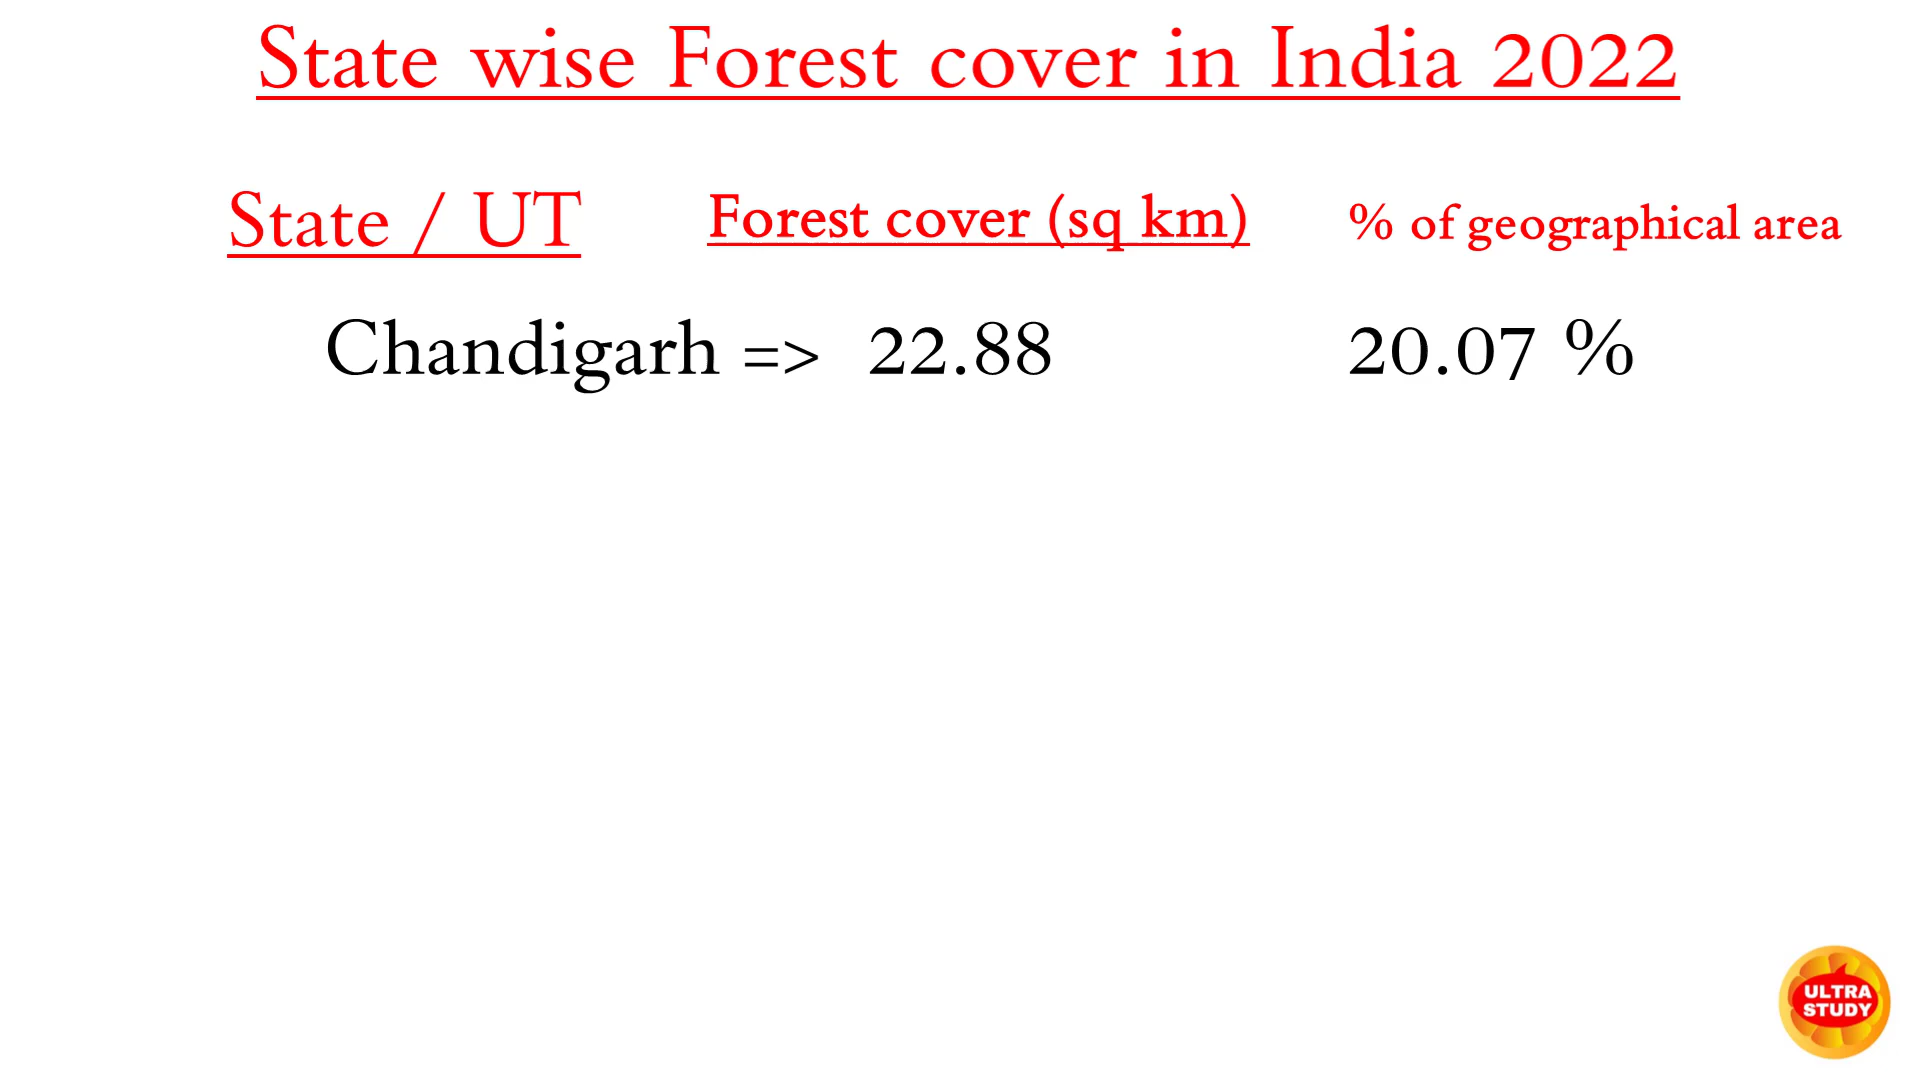 State wise Forest cover in India 2022
State / UT Forest cover (sq km) % of geographical area
Chandigarh => 22.88 20.07 %
ULTRA
STUDY